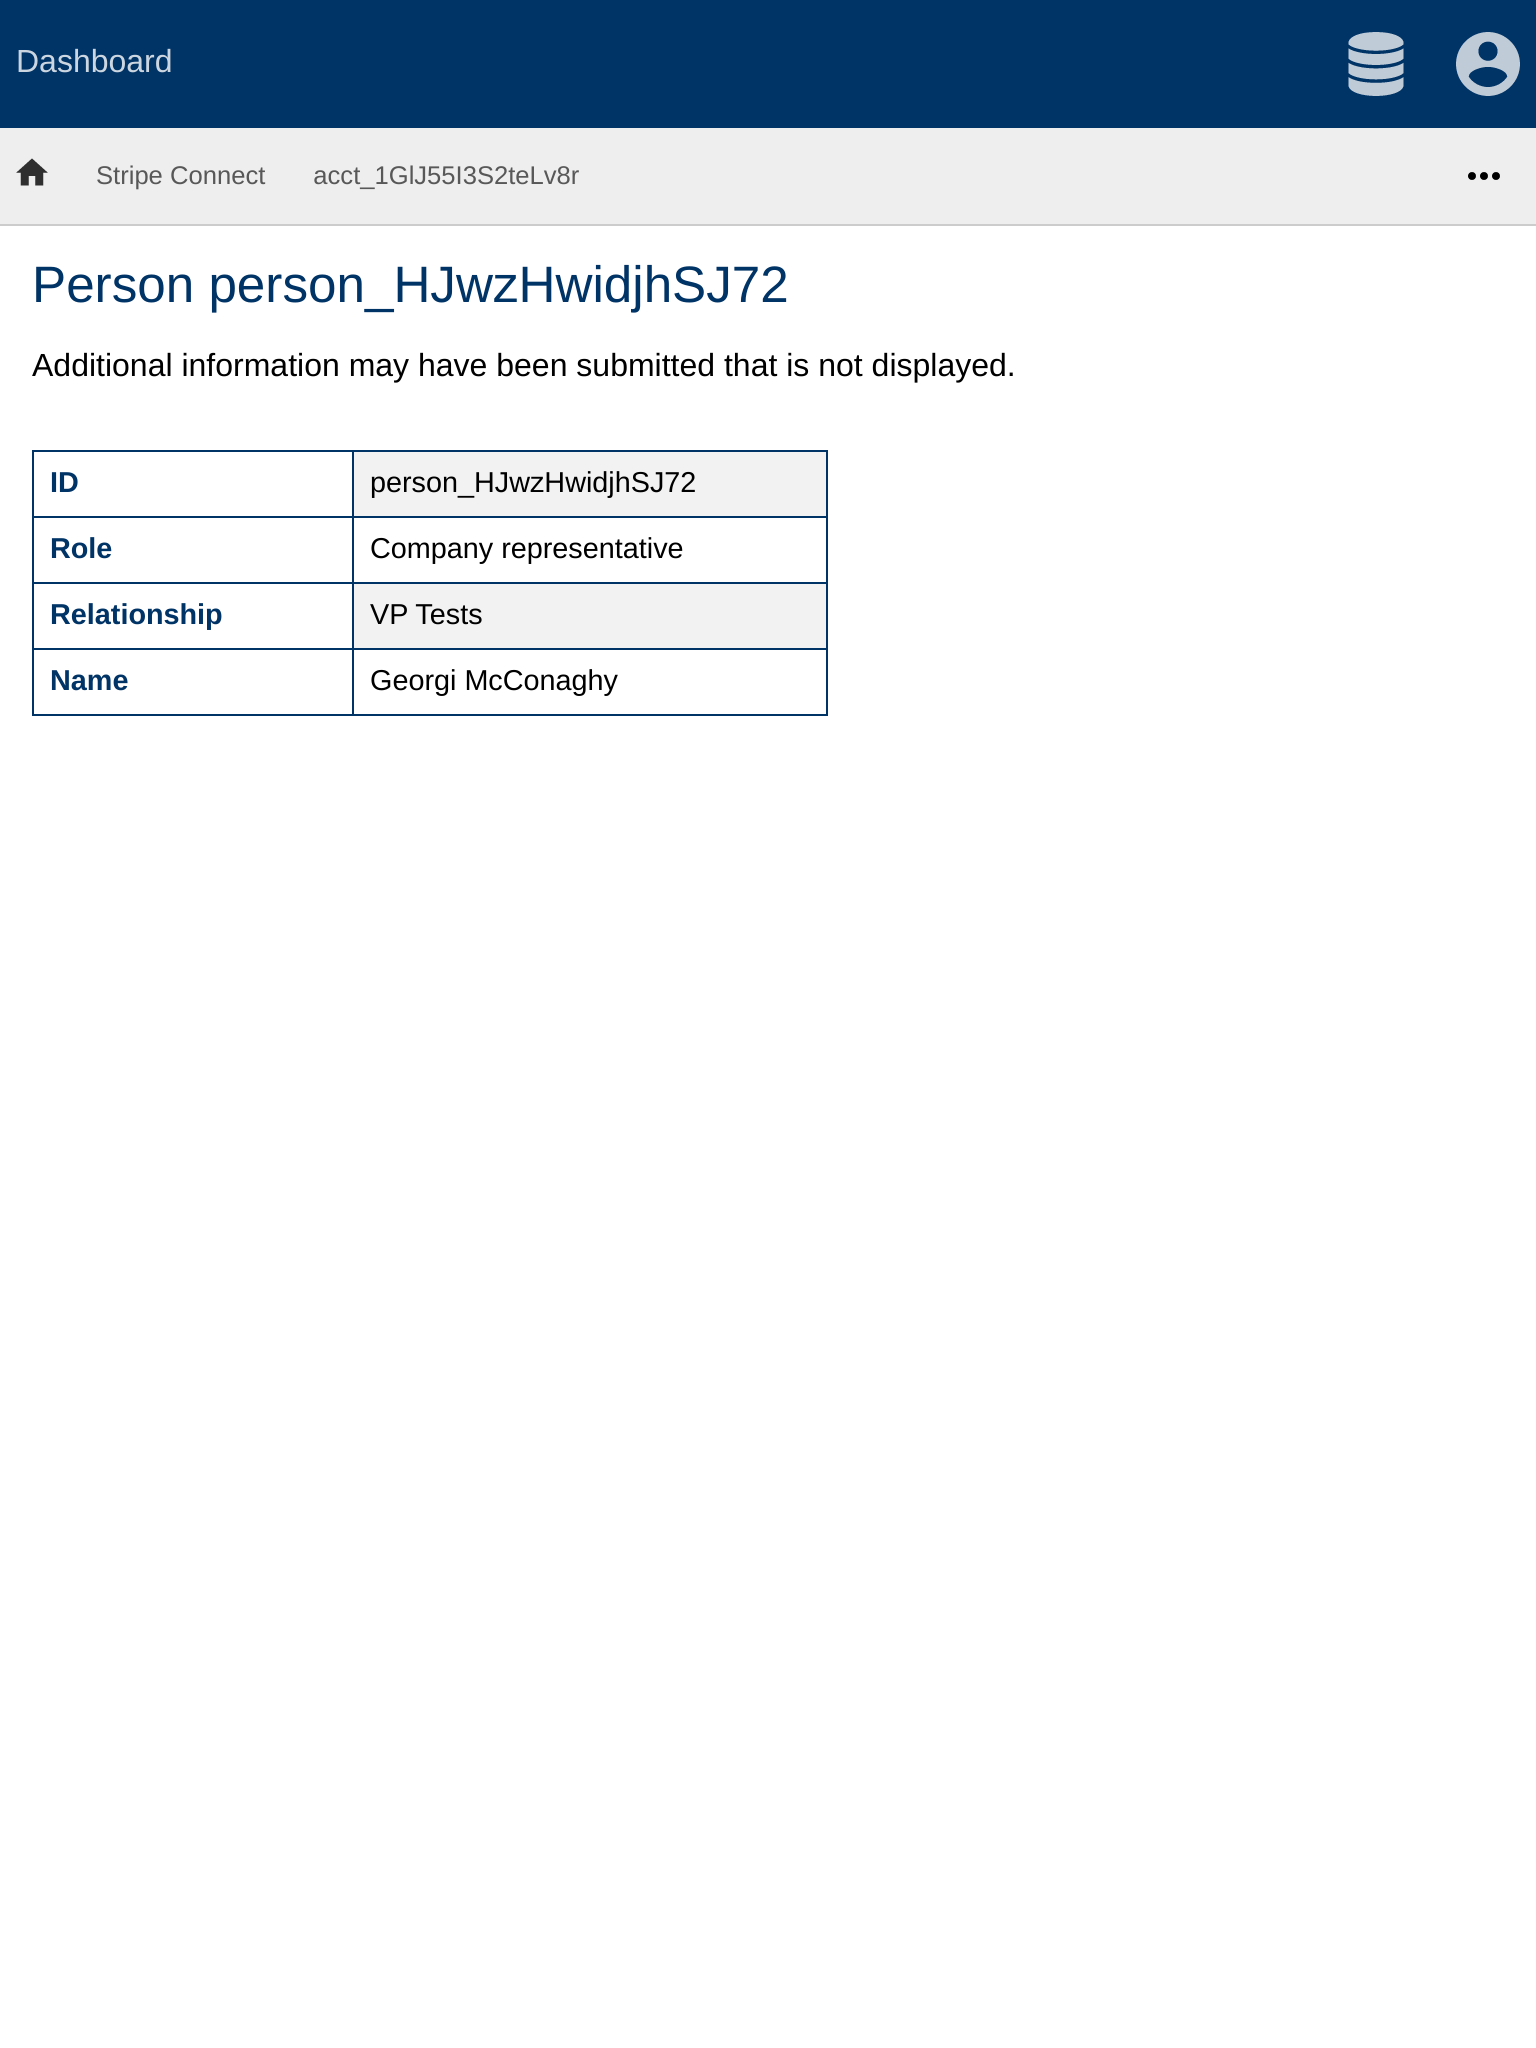 Dashboard
Stripe Connect acct_1GlJ55I3S2teLv8r
Person person_HJwzHwidjhSJ72
Additional information may have been submitted that is not displayed.
ID person_HJwzHwidjhSJ72
Role Company representative
Relationship VP Tests
Name Georgi McConaghy